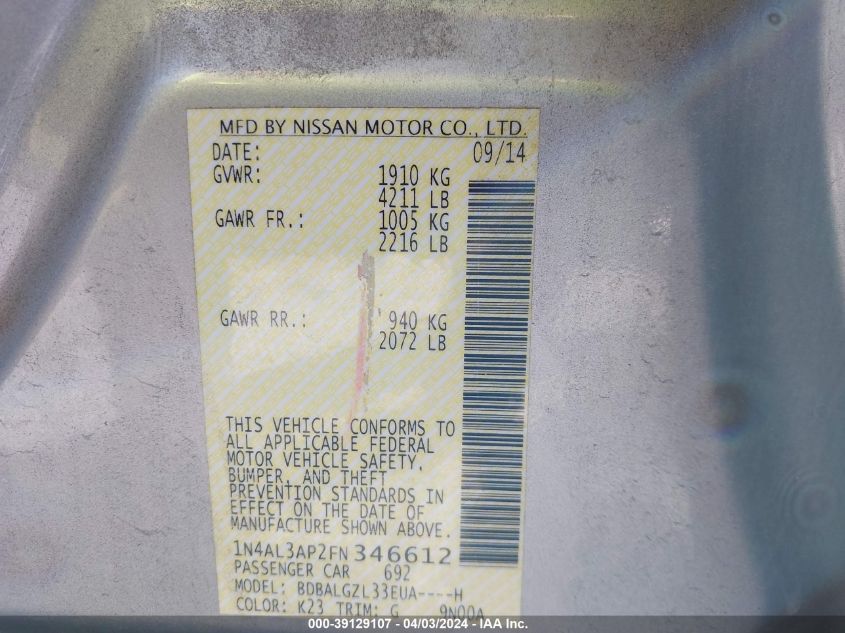 MFD BY NISSAN MOTOR CO., LTD.
DATE: 09/14
GVWR: 1910 KG
4211 LB
GAWR FR.: 1005 KG
2216 LB
GAWR RR.: 940 KG
2072 LB
THIS VEHICLE CONFORMS TO
ALL APPLICABLE FEDERAL
MOTOR VEHICLE SAFETY,
BUMPER, AND THEFT
PREVENTION STANDARDS IN
EFFECT ON THE DATE OF
MANUFACTURE SHOWN ABOVE.
1N4AL3AP2FN 346612
PASSENGER CAR 692
MODEL: BDBALGZL33EUA----H
COLOR: K23 TRIM: G 9N00A
000-39129107 - 04/03/2024 - IAA Inc.